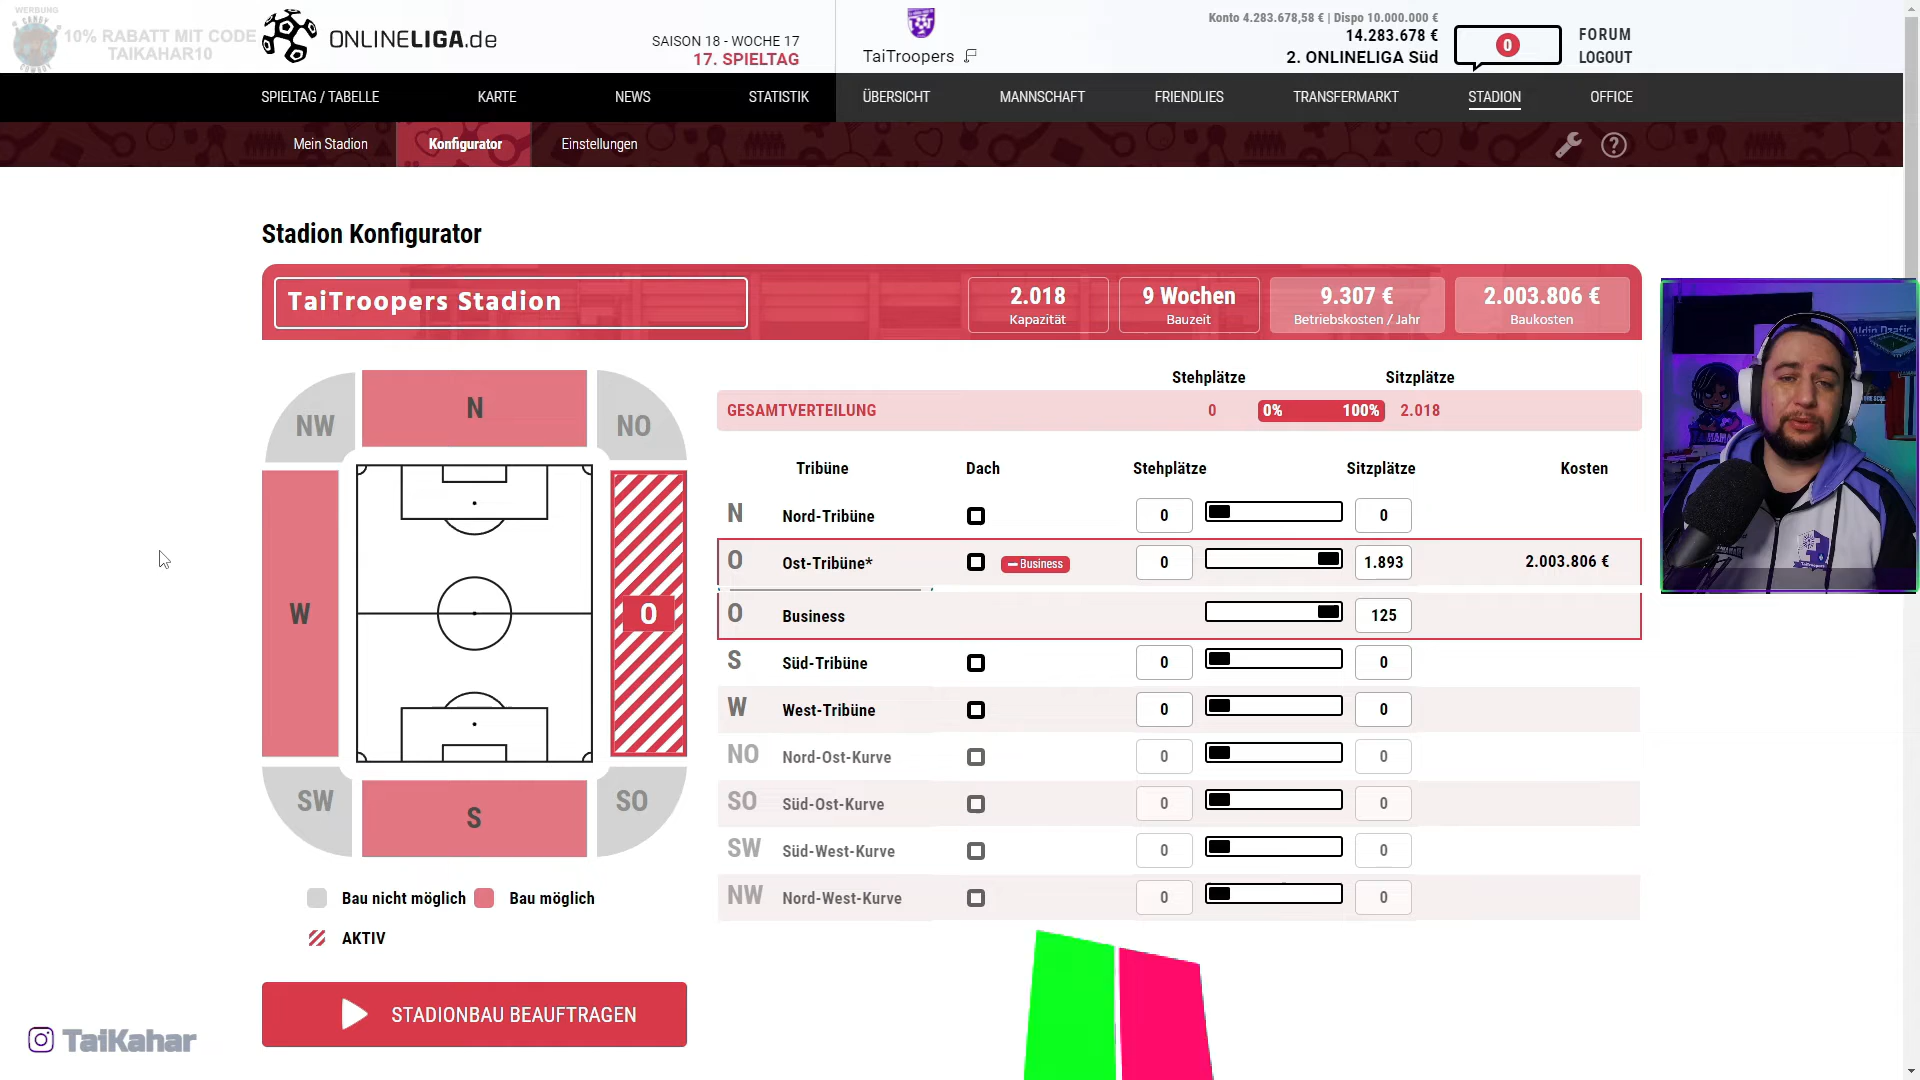 WERBUNG
10% RABATT MIT CODE
TAIKAHAR10
CANDY
COWBOY
ONLINELIGA.de
SAISON 18 - WOCHE 17
17. SPIELTAG
TaiTroopers
Konto 4.283.678,58 € | Dispo 10.000.000 €
14.283.678 €
2. ONLINELIGA Süd
0
FORUM
LOGOUT
SPIELTAG / TABELLE
KARTE
NEWS
STATISTIK
ÜBERSICHT
MANNSCHAFT
FRIENDLIES
TRANSFERMARKT
STADION
OFFICE
Mein Stadion
Konfigurator
Einstellungen
?
Stadion Konfigurator
TaiTroopers Stadion
2.018
Kapazität
9 Wochen
Bauzeit
9.307 €
Betriebskosten / Jahr
2.003.806 €
Baukosten
NW
N
NO
W
O
SW
S
SO
Bau nicht möglich
Bau möglich
AKTIV
STADIONBAU BEAUFTRAGEN
Stehplätze
Sitzplätze
GESAMTVERTEILUNG 0 0% 100% 2.018
Tribüne Dach Stehplätze Sitzplätze Kosten
N Nord-Tribüne 0 0
O Ost-Tribüne* Business 0 1.893 2.003.806 €
O Business 125
S Süd-Tribüne 0 0
W West-Tribüne 0 0
NO Nord-Ost-Kurve 0 0
SO Süd-Ost-Kurve 0 0
SW Süd-West-Kurve 0 0
NW Nord-West-Kurve 0 0
Aldin Dzafic
TaiTroopers
TaiKahar